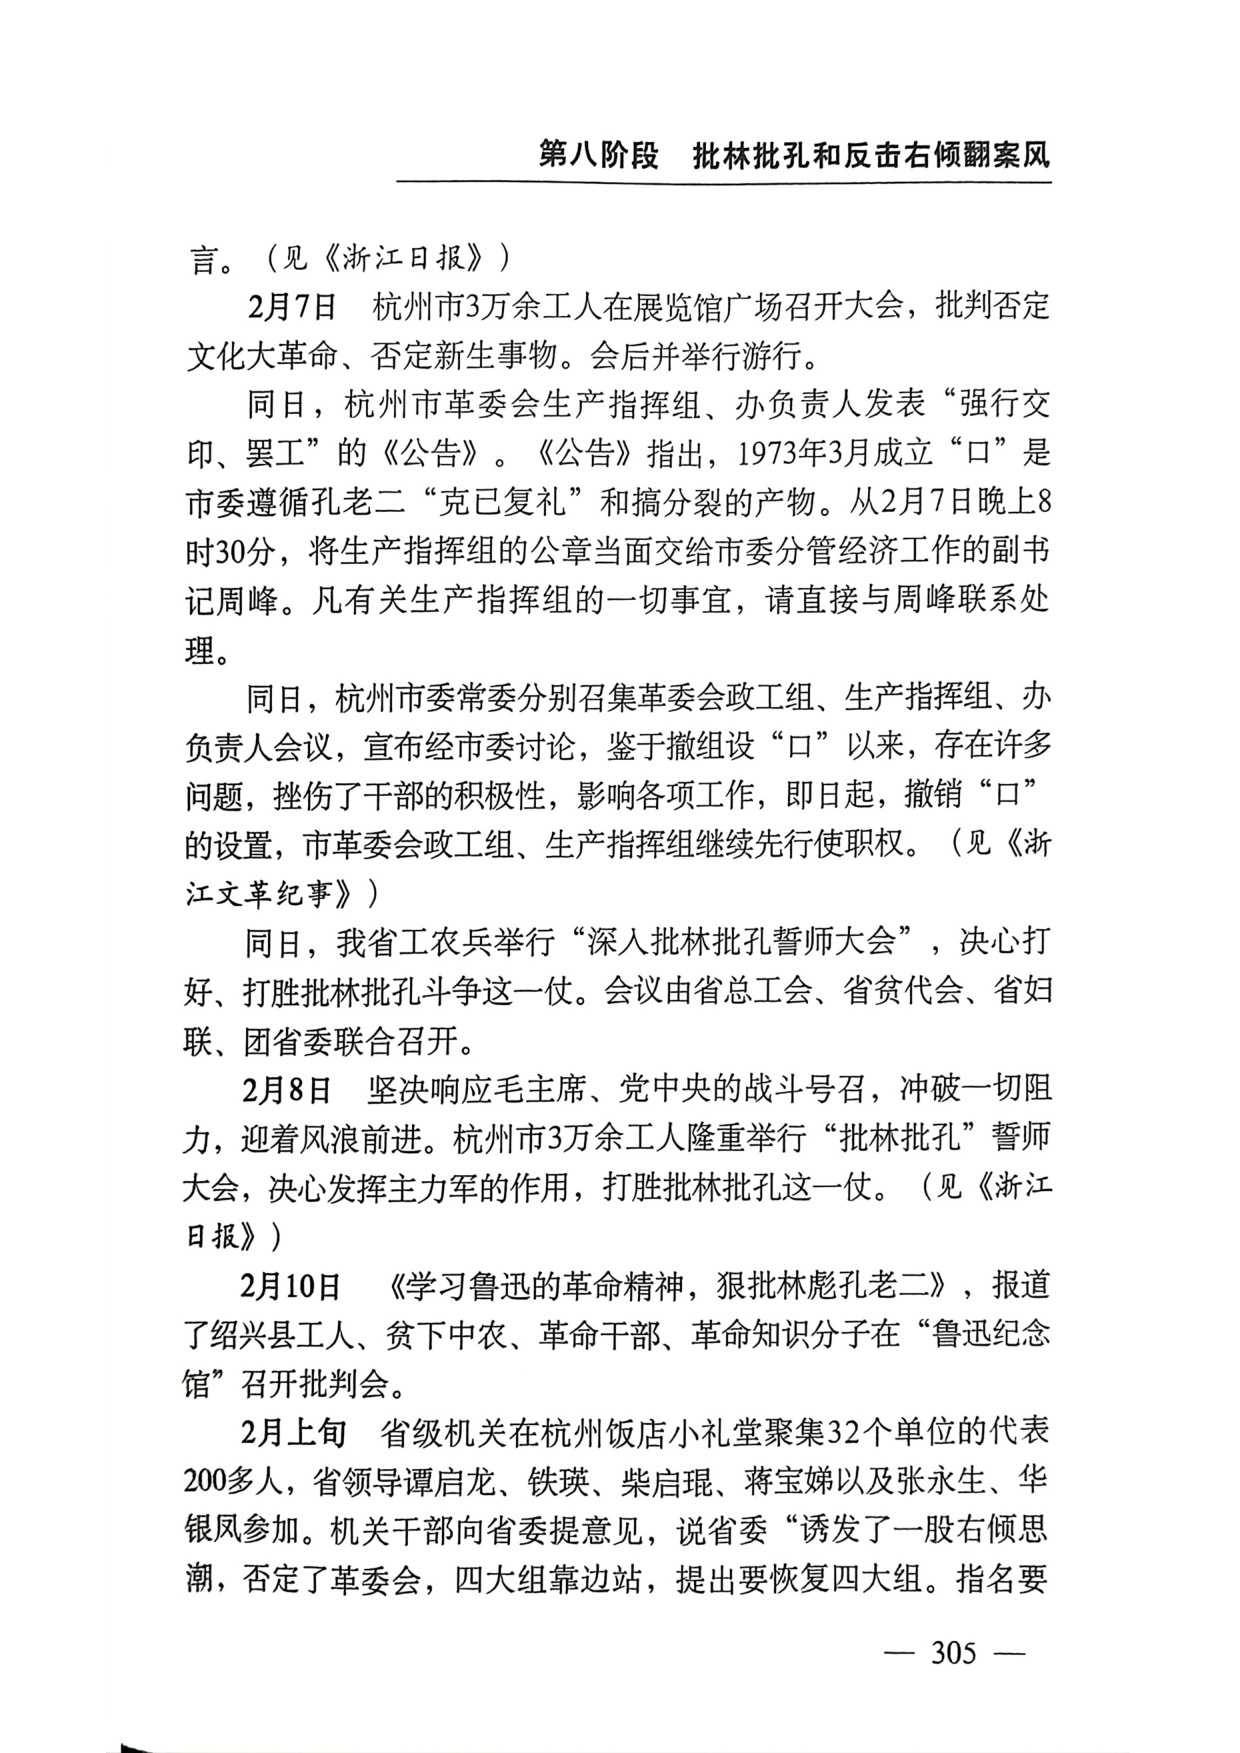 第八阶段 批林批孔和反击右倾翻案风
言。（见《浙江日报》）
2月7日 杭州市3万余工人在展览馆广场召开大会，批判否定
文化大革命、否定新生事物。会后并举行游行。
同日，杭州市革委会生产指挥组、办负责人发表“强行交
印、罢工”的《公告》。《公告》指出，1973年3月成立“口”是
市委遵循孔老二“克已复礼”和搞分裂的产物。从2月7日晚上8
时30分，将生产指挥组的公章当面交给市委分管经济工作的副书
记周峰。凡有关生产指挥组的一切事宜，请直接与周峰联系处
理。
同日，杭州市委常委分别召集革委会政工组、生产指挥组、办
负责人会议，宣布经市委讨论，鉴于撤组设“口”以来，存在许多
问题，挫伤了干部的积极性，影响各项工作，即日起，撤销“口”
的设置，市革委会政工组、生产指挥组继续先行使职权。（见《浙
江文革纪事》）
同日，我省工农兵举行“深入批林批孔誓师大会”，决心打
好、打胜批林批孔斗争这一仗。会议由省总工会、省贫代会、省妇
联、团省委联合召开。
2月8日 坚决响应毛主席、党中央的战斗号召，冲破一切阻
力，迎着风浪前进。杭州市3万余工人隆重举行“批林批孔”誓师
大会，决心发挥主力军的作用，打胜批林批孔这一仗。（见《浙江
日报》）
2月10日 《学习鲁迅的革命精神，狠批林彪孔老二》，报道
了绍兴县工人、贫下中农、革命干部、革命知识分子在“鲁迅纪念
馆”召开批判会。
2月上旬 省级机关在杭州饭店小礼堂聚集32个单位的代表
200多人，省领导谭启龙、铁瑛、柴启琨、蒋宝娣以及张永生、华
银凤参加。机关干部向省委提意见，说省委“诱发了一股右倾思
潮，否定了革委会，四大组靠边站，提出要恢复四大组。指名要
— 305 —